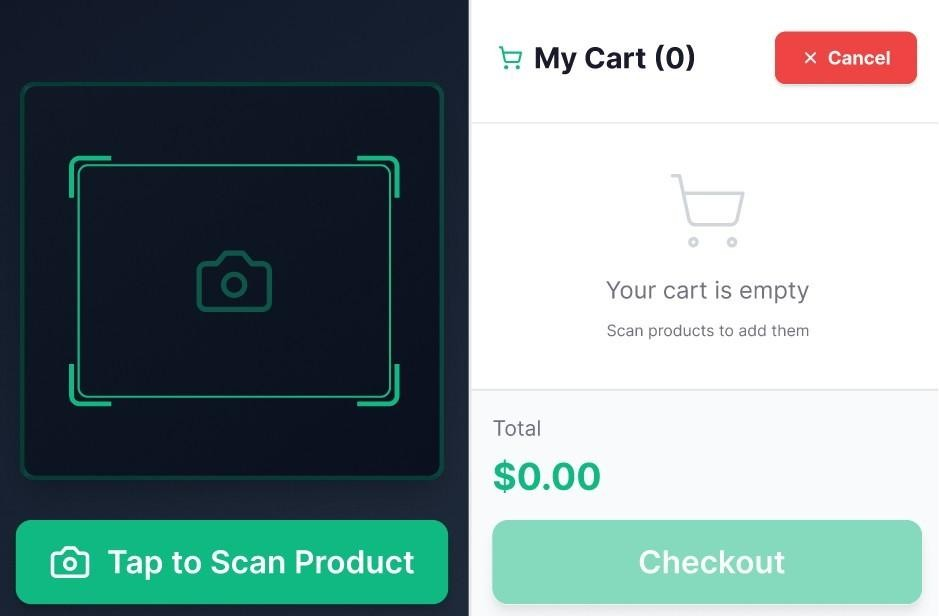 Tap to Scan Product
My Cart (0)
Cancel
Your cart is empty
Scan products to add them
Total
$0.00
Checkout